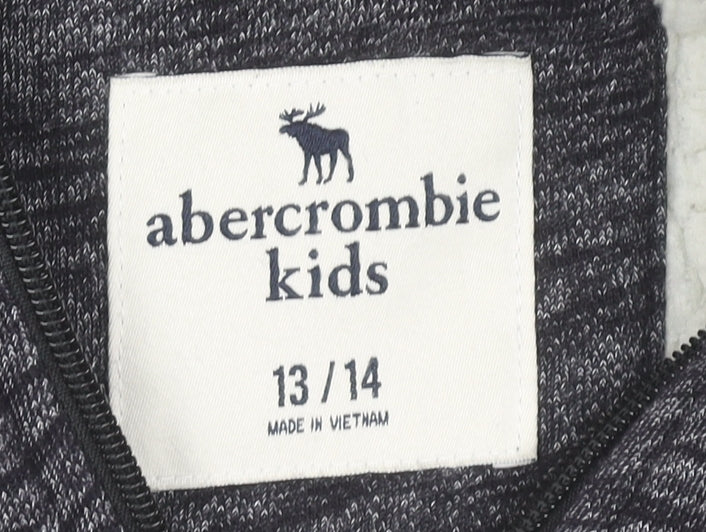 abercrombie
kids
13 / 14
MADE IN VIETNAM